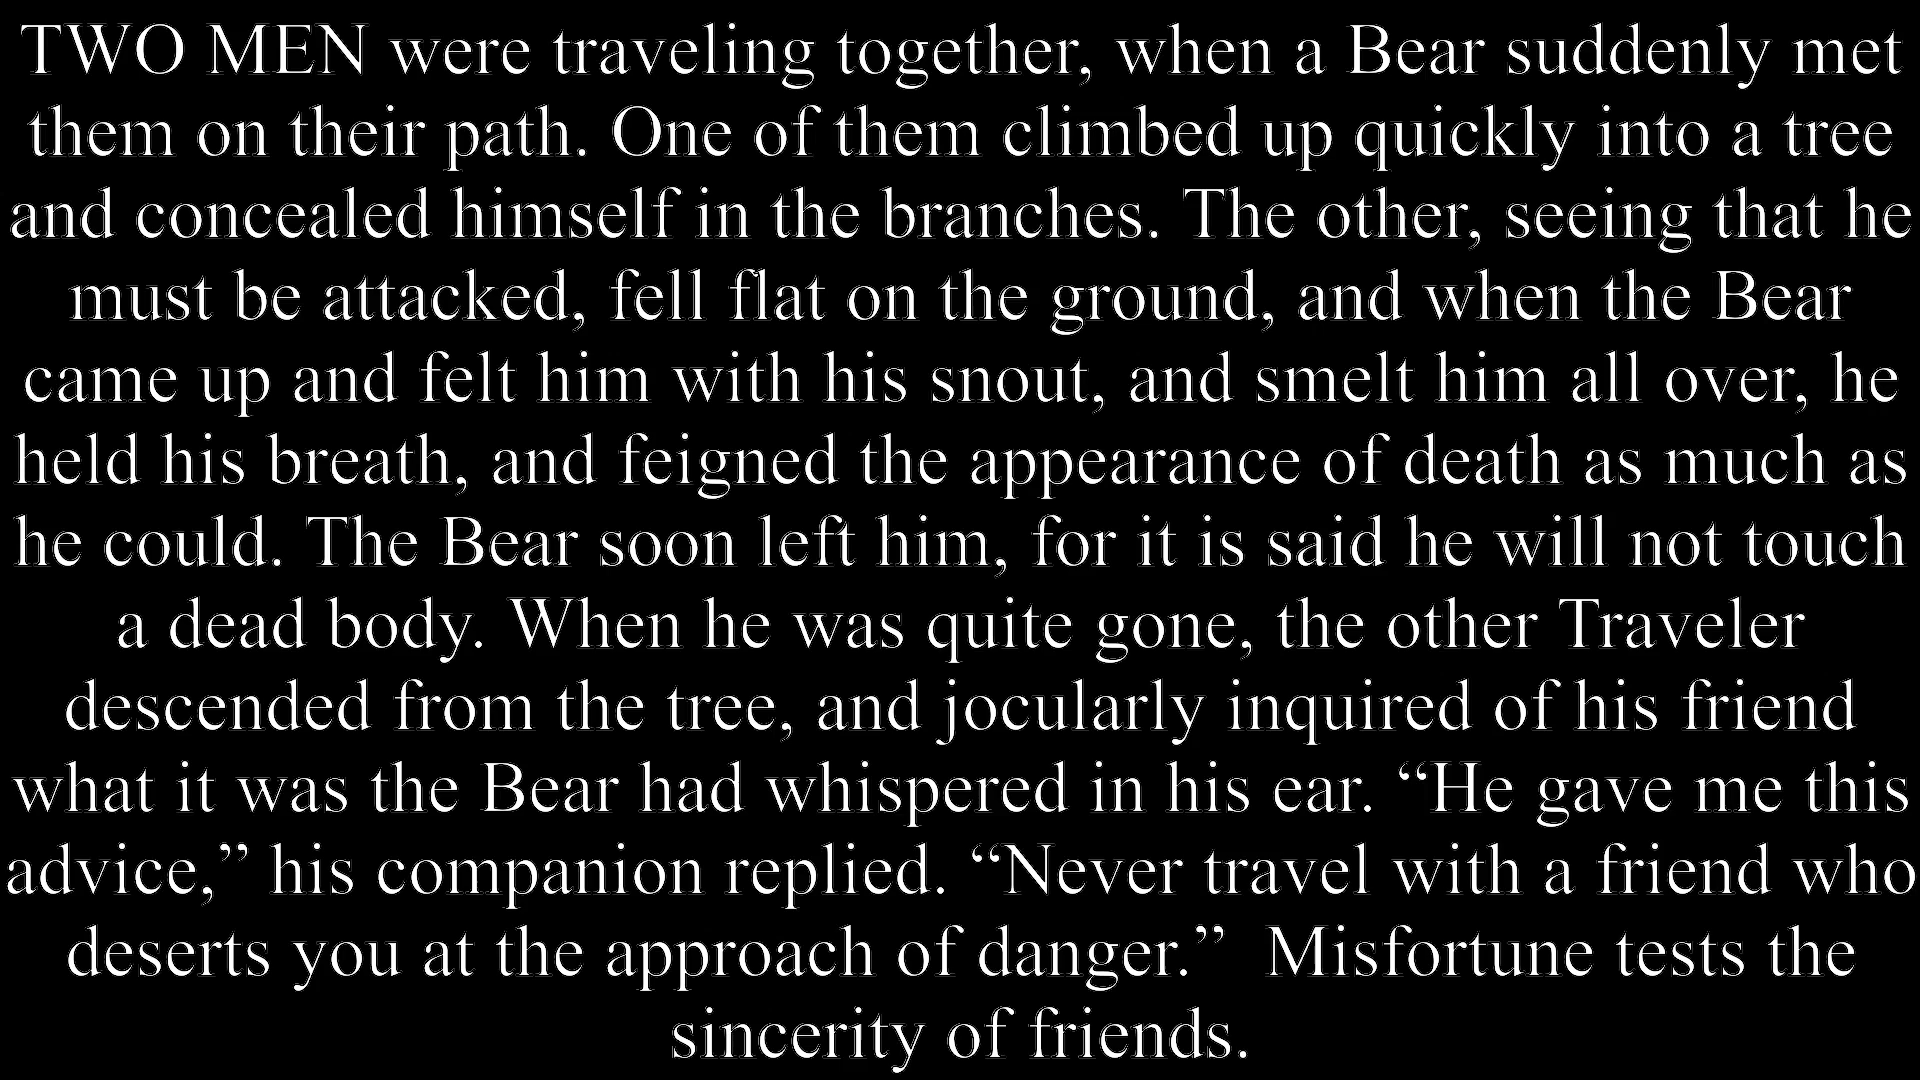 TWO MEN were traveling together, when a Bear suddenly met
them on their path. One of them climbed up quickly into a tree
and concealed himself in the branches. The other, seeing that he
must be attacked, fell flat on the ground, and when the Bear
came up and felt him with his snout, and smelt him all over, he
held his breath, and feigned the appearance of death as much as
he could. The Bear soon left him, for it is said he will not touch
a dead body. When he was quite gone, the other Traveler
descended from the tree, and jocularly inquired of his friend
what it was the Bear had whispered in his ear. “He gave me this
advice,” his companion replied. “Never travel with a friend who
deserts you at the approach of danger.”  Misfortune tests the
sincerity of friends.